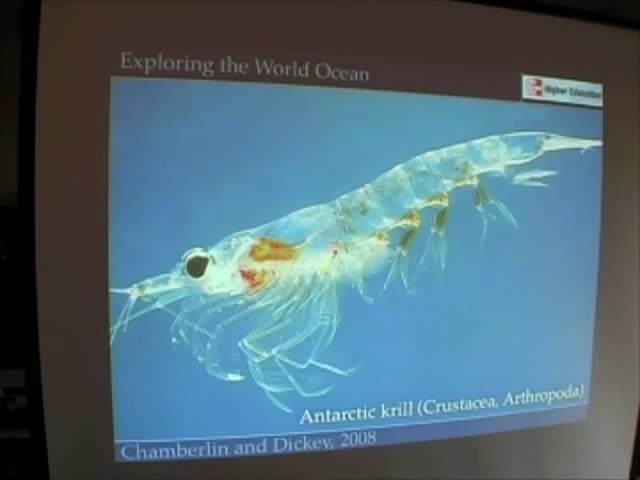 Exploring the World Ocean
Higher Education
Antarctic krill (Crustacea, Arthropoda)
Chamberlin and Dickey, 2008